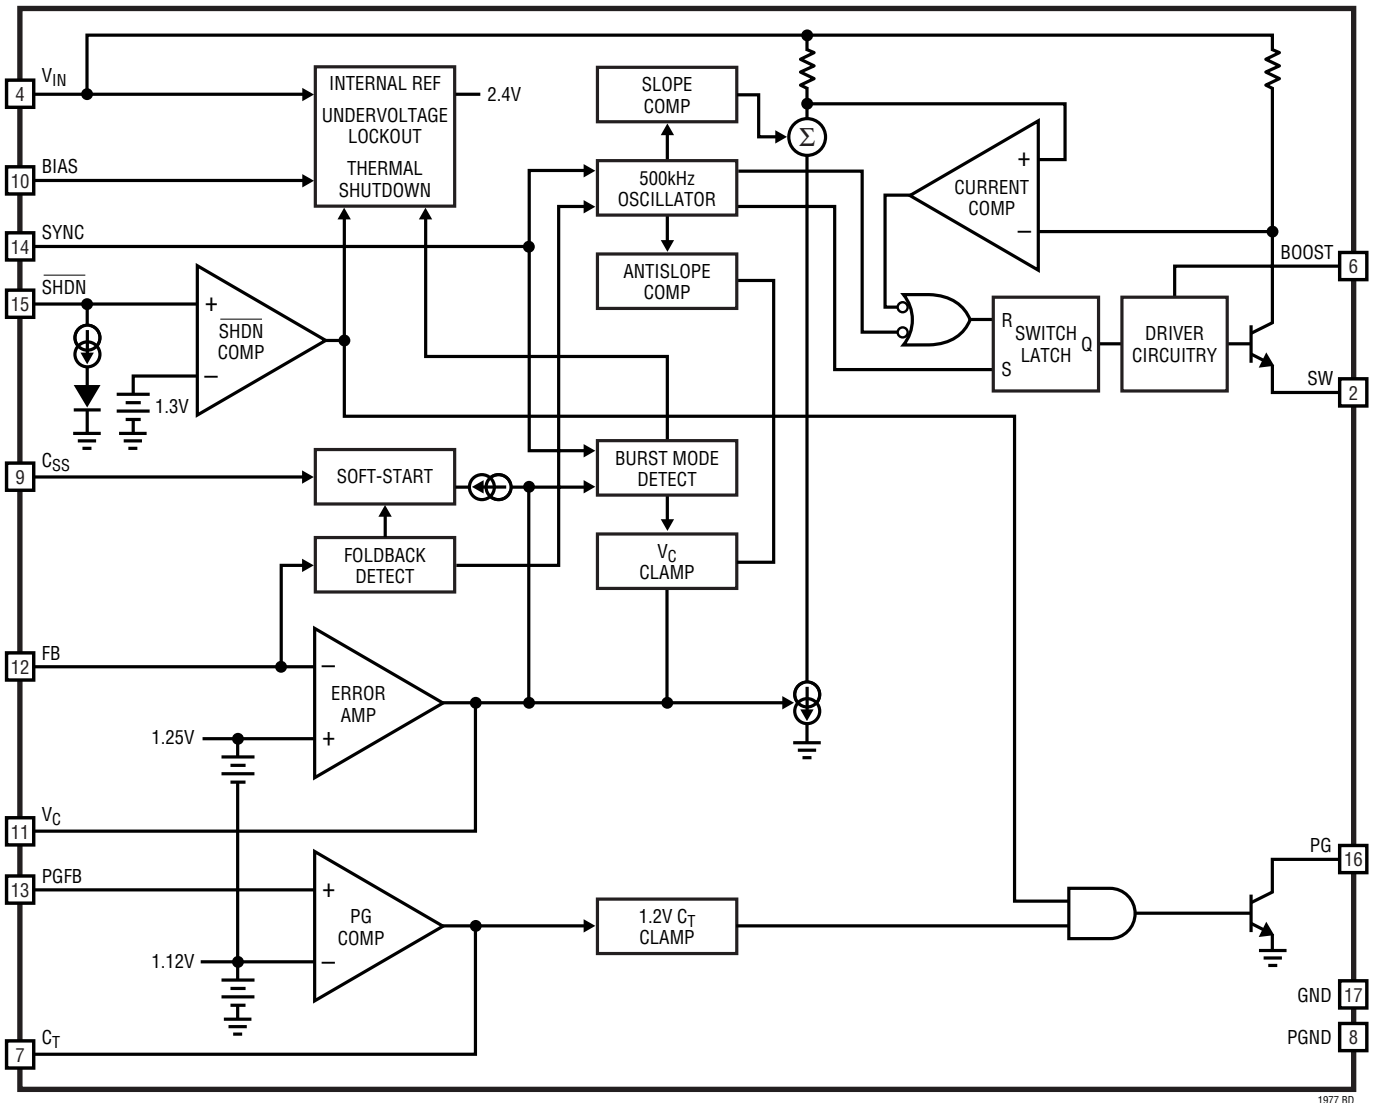 4
VIN
INTERNAL REF
UNDERVOLTAGE
LOCKOUT
THERMAL
SHUTDOWN
2.4V
SLOPE
COMP
Σ
10
BIAS
500kHz
OSCILLATOR
+
CURRENT
COMP
–
14
SYNC
15
SHDN
+
SHDN
COMP
–
1.3V
ANTISLOPE
COMP
BOOST
6
R
SWITCH
LATCH
Q
S
DRIVER
CIRCUITRY
SW
2
9
CSS
SOFT-START
BURST MODE
DETECT
FOLDBACK
DETECT
VC
CLAMP
12
FB
–
ERROR
AMP
+
1.25V
11
VC
13
PGFB
+
PG
COMP
–
1.12V
1.2V CT
CLAMP
PG
16
GND
17
PGND
8
7
CT
1977 BD